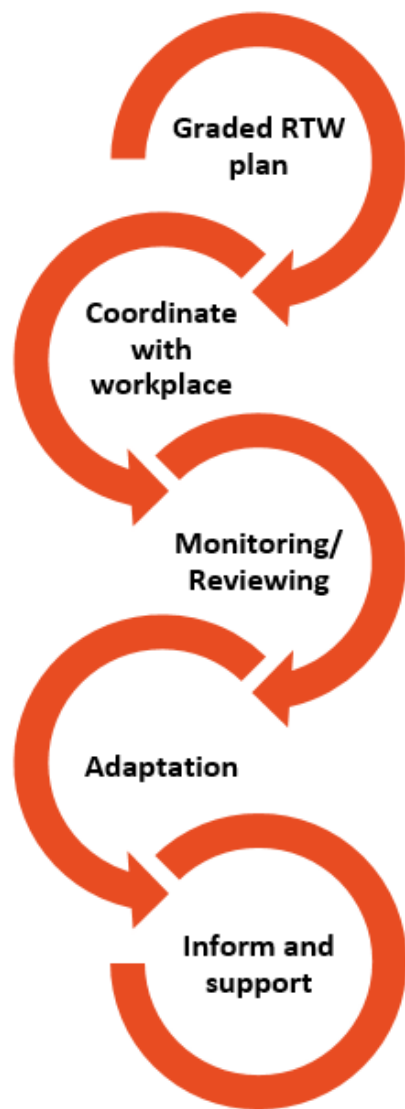 Graded RTW
plan
Coordinate
with
workplace
Monitoring/
Reviewing
Adaptation
Inform and
support